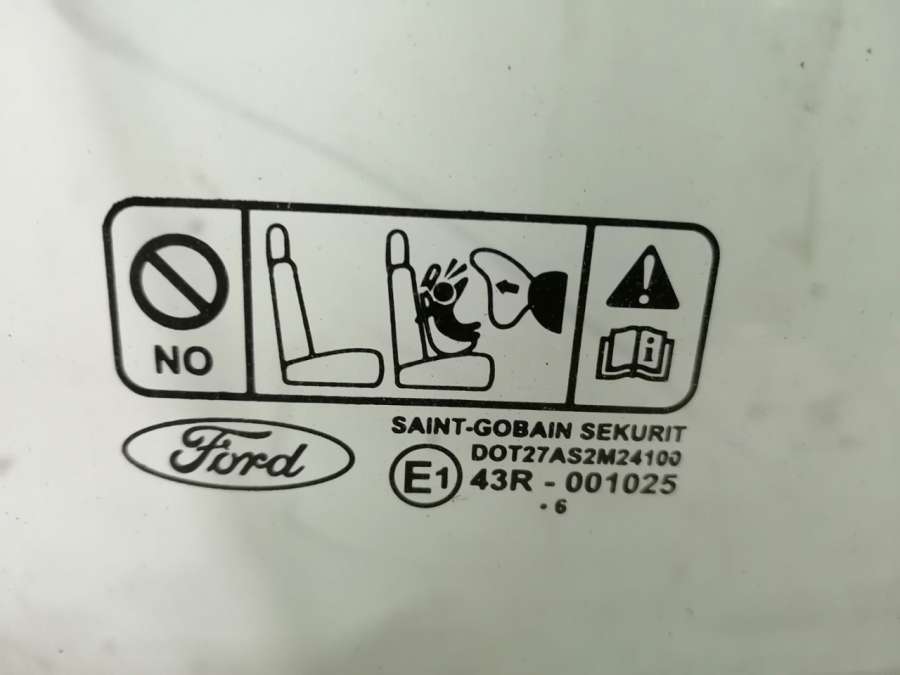 NO
Ford
SAINT-GOBAIN SEKURIT
DOT27AS2M24100
E1 43R - 001025
. 6